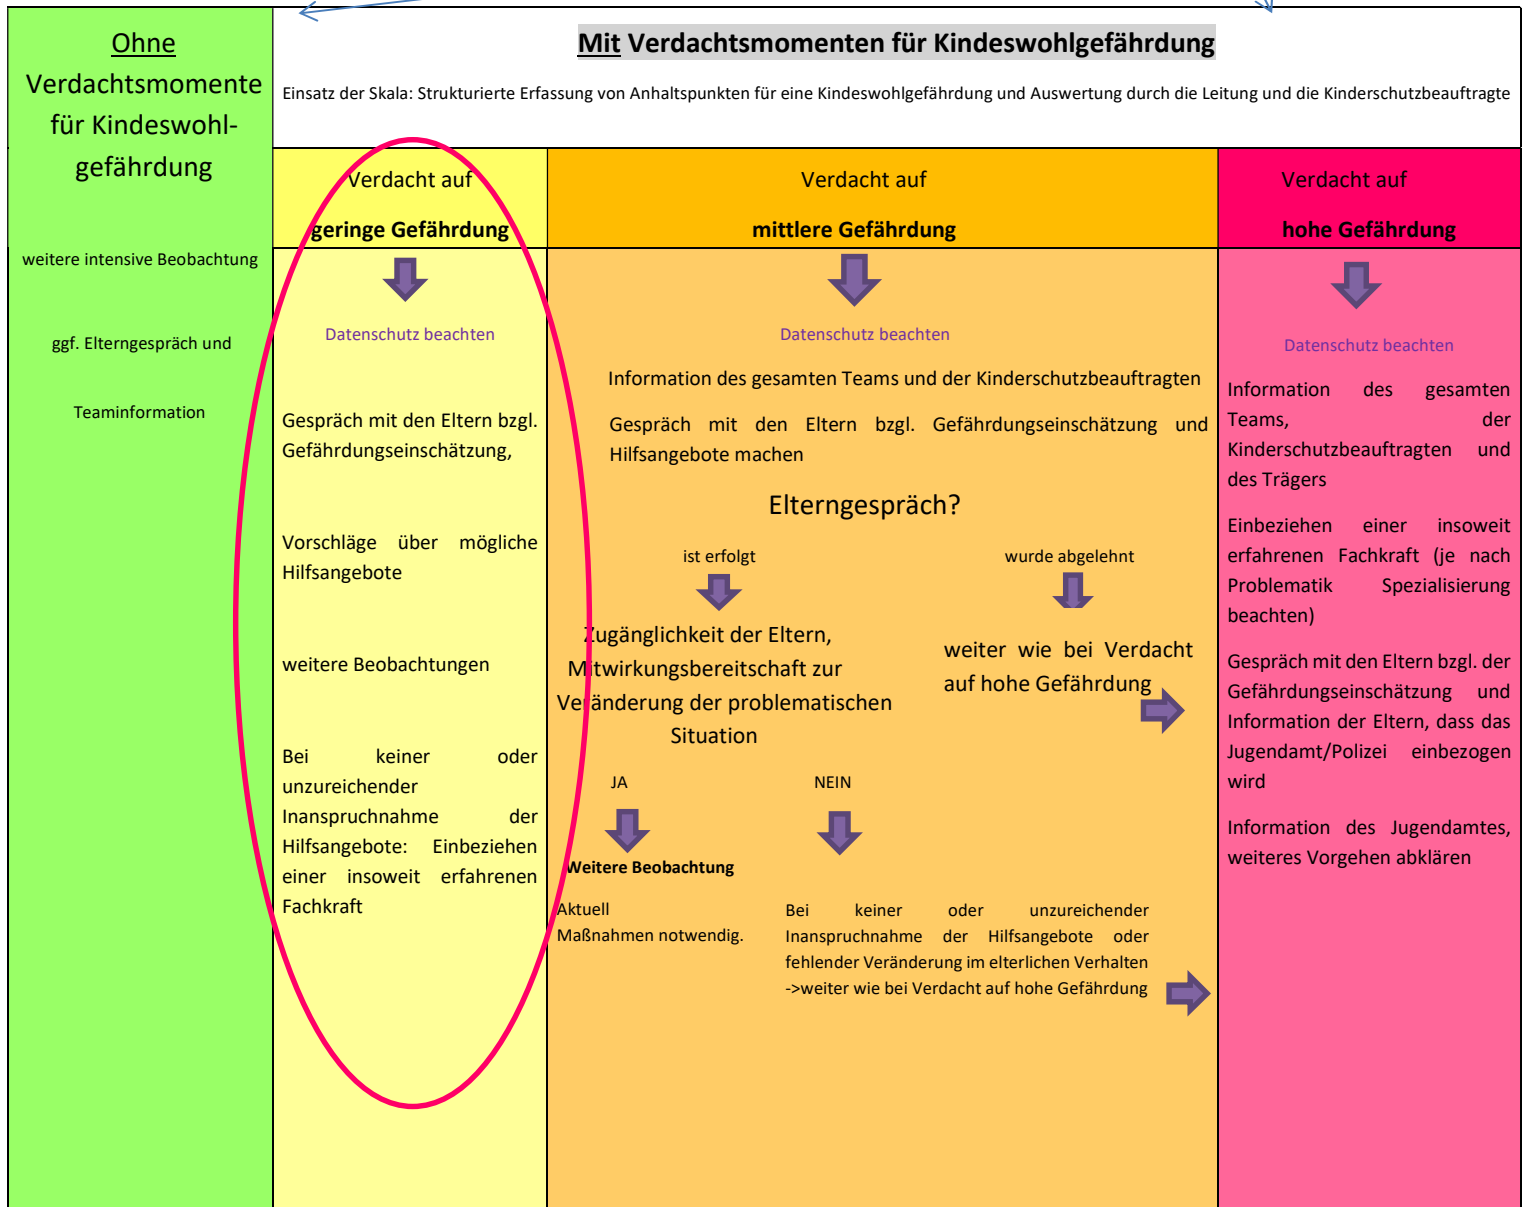 Ohne
Verdachtsmomente
für Kindeswohl-
gefährdung
weitere intensive Beobachtung
ggf. Elterngespräch und
Teaminformation
Mit Verdachtsmomenten für Kindeswohlgefährdung
Einsatz der Skala: Strukturierte Erfassung von Anhaltspunkten für eine Kindeswohlgefährdung und Auswertung durch die Leitung und die Kinderschutzbeauftragte
Verdacht auf
geringe Gefährdung
Datenschutz beachten
Gespräch mit den Eltern bzgl.
Gefährdungseinschätzung,
Vorschläge über mögliche
Hilfsangebote
weitere Beobachtungen
Bei keiner oder
unzureichender
Inanspruchnahme der
Hilfsangebote: Einbeziehen
einer insoweit erfahrenen
Fachkraft
Verdacht auf
mittlere Gefährdung
Datenschutz beachten
Information des gesamten Teams und der Kinderschutzbeauftragten
Gespräch mit den Eltern bzgl. Gefährdungseinschätzung und
Hilfsangebote machen
Elterngespräch?
ist erfolgt
Zugänglichkeit der Eltern,
Mitwirkungsbereitschaft zur
Veränderung der problematischen
Situation
JA
Weitere Beobachtung
Aktuell
Maßnahmen notwendig.
NEIN
Bei keiner oder unzureichender
Inanspruchnahme der Hilfsangebote oder
fehlender Veränderung im elterlichen Verhalten
->weiter wie bei Verdacht auf hohe Gefährdung
wurde abgelehnt
weiter wie bei Verdacht
auf hohe Gefährdung
Verdacht auf
hohe Gefährdung
Datenschutz beachten
Information des gesamten
Teams, der
Kinderschutzbeauftragten und
des Trägers
Einbeziehen einer insoweit
erfahrenen Fachkraft (je nach
Problematik Spezialisierung
beachten)
Gespräch mit den Eltern bzgl. der
Gefährdungseinschätzung und
Information der Eltern, dass das
Jugendamt/Polizei einbezogen
wird
Information des Jugendamtes,
weiteres Vorgehen abklären